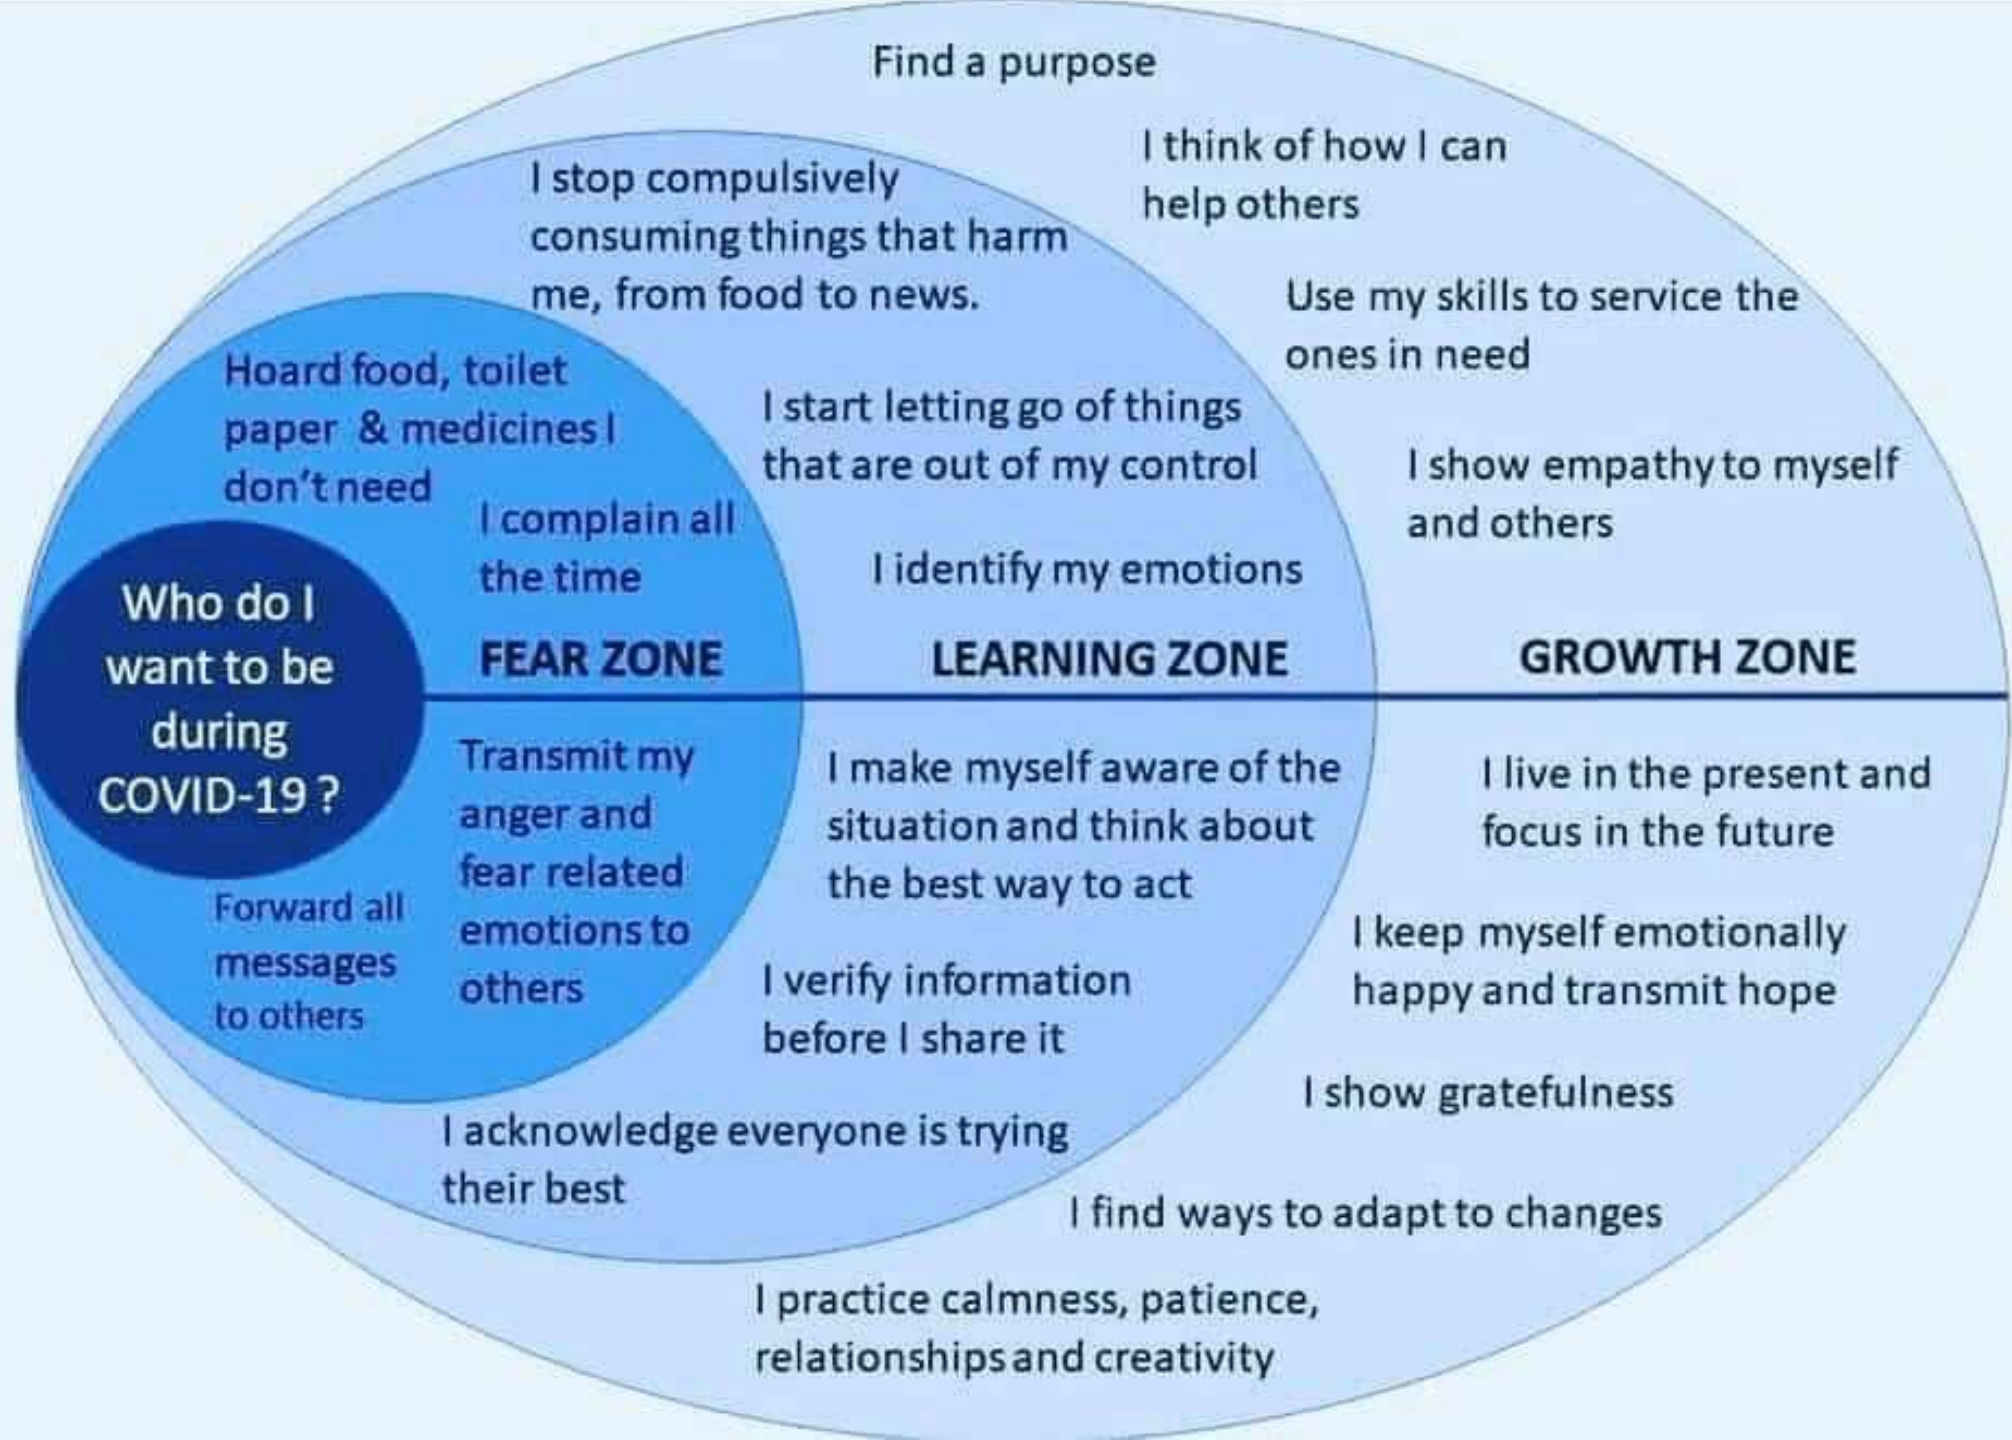 Find a purpose
I think of how I can
help others
Use my skills to service the
ones in need
I show empathy to myself
and others
I stop compulsively
consuming things that harm
me, from food to news.
I start letting go of things
that are out of my control
I identify my emotions
Hoard food, toilet
paper & medicines I
don't need
I complain all
the time
Who do I
want to be
during
COVID-19 ?
FEAR ZONE
LEARNING ZONE
GROWTH ZONE
Transmit my
anger and
fear related
emotions to
others
Forward all
messages
to others
I make myself aware of the
situation and think about
the best way to act
I verify information
before I share it
I acknowledge everyone is trying
their best
I live in the present and
focus in the future
I keep myself emotionally
happy and transmit hope
I show gratefulness
I find ways to adapt to changes
I practice calmness, patience,
relationships and creativity